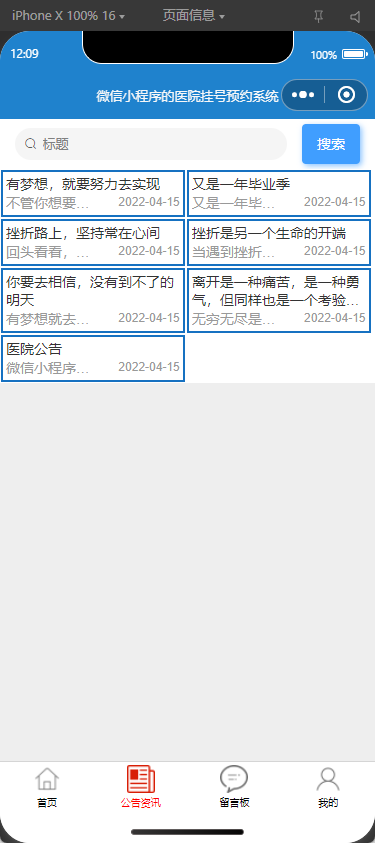 iPhone X 100% 16 页面信息
12:09 100%
微信小程序的医院挂号预约系统
标题 搜索
有梦想，就要努力去实现
不管你想要... 2022-04-15
又是一年毕业季
又是一年毕... 2022-04-15
挫折路上，坚持常在心间
回头看看，... 2022-04-15
挫折是另一个生命的开端
当遇到挫折... 2022-04-15
你要去相信，没有到不了的
明天
有梦想就去... 2022-04-15
离开是一种痛苦，是一种勇
气，但同样也是一个考验...
无穷无尽是... 2022-04-15
医院公告
微信小程序... 2022-04-15
首页 公告资讯 留言板 我的